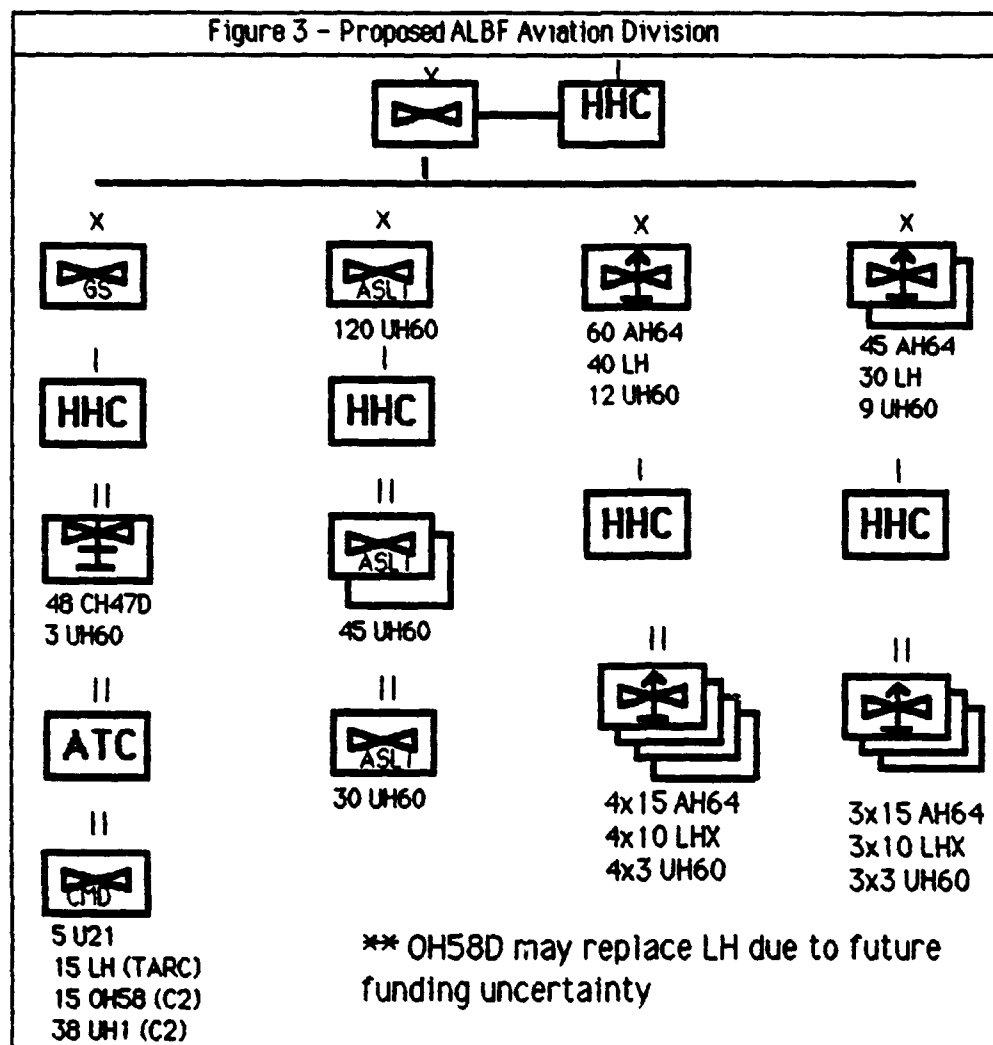 Figure 3 - Proposed ALBF Aviation Division
X
I
HHC
I
X
GS
I
HHC
II
48 CH47D
3 UH60
II
ATC
II
CMD
5 U21
15 LH (TARC)
15 OH58 (C2)
38 UH1 (C2)
X
ASLT
120 UH60
I
HHC
II
ASLT
45 UH60
II
ASLT
30 UH60
X
60 AH64
40 LH
12 UH60
I
HHC
II
4x15 AH64
4x10 LHX
4x3 UH60
X
45 AH64
30 LH
9 UH60
I
HHC
II
3x15 AH64
3x10 LHX
3x3 UH60
** OH58D may replace LH due to future
funding uncertainty